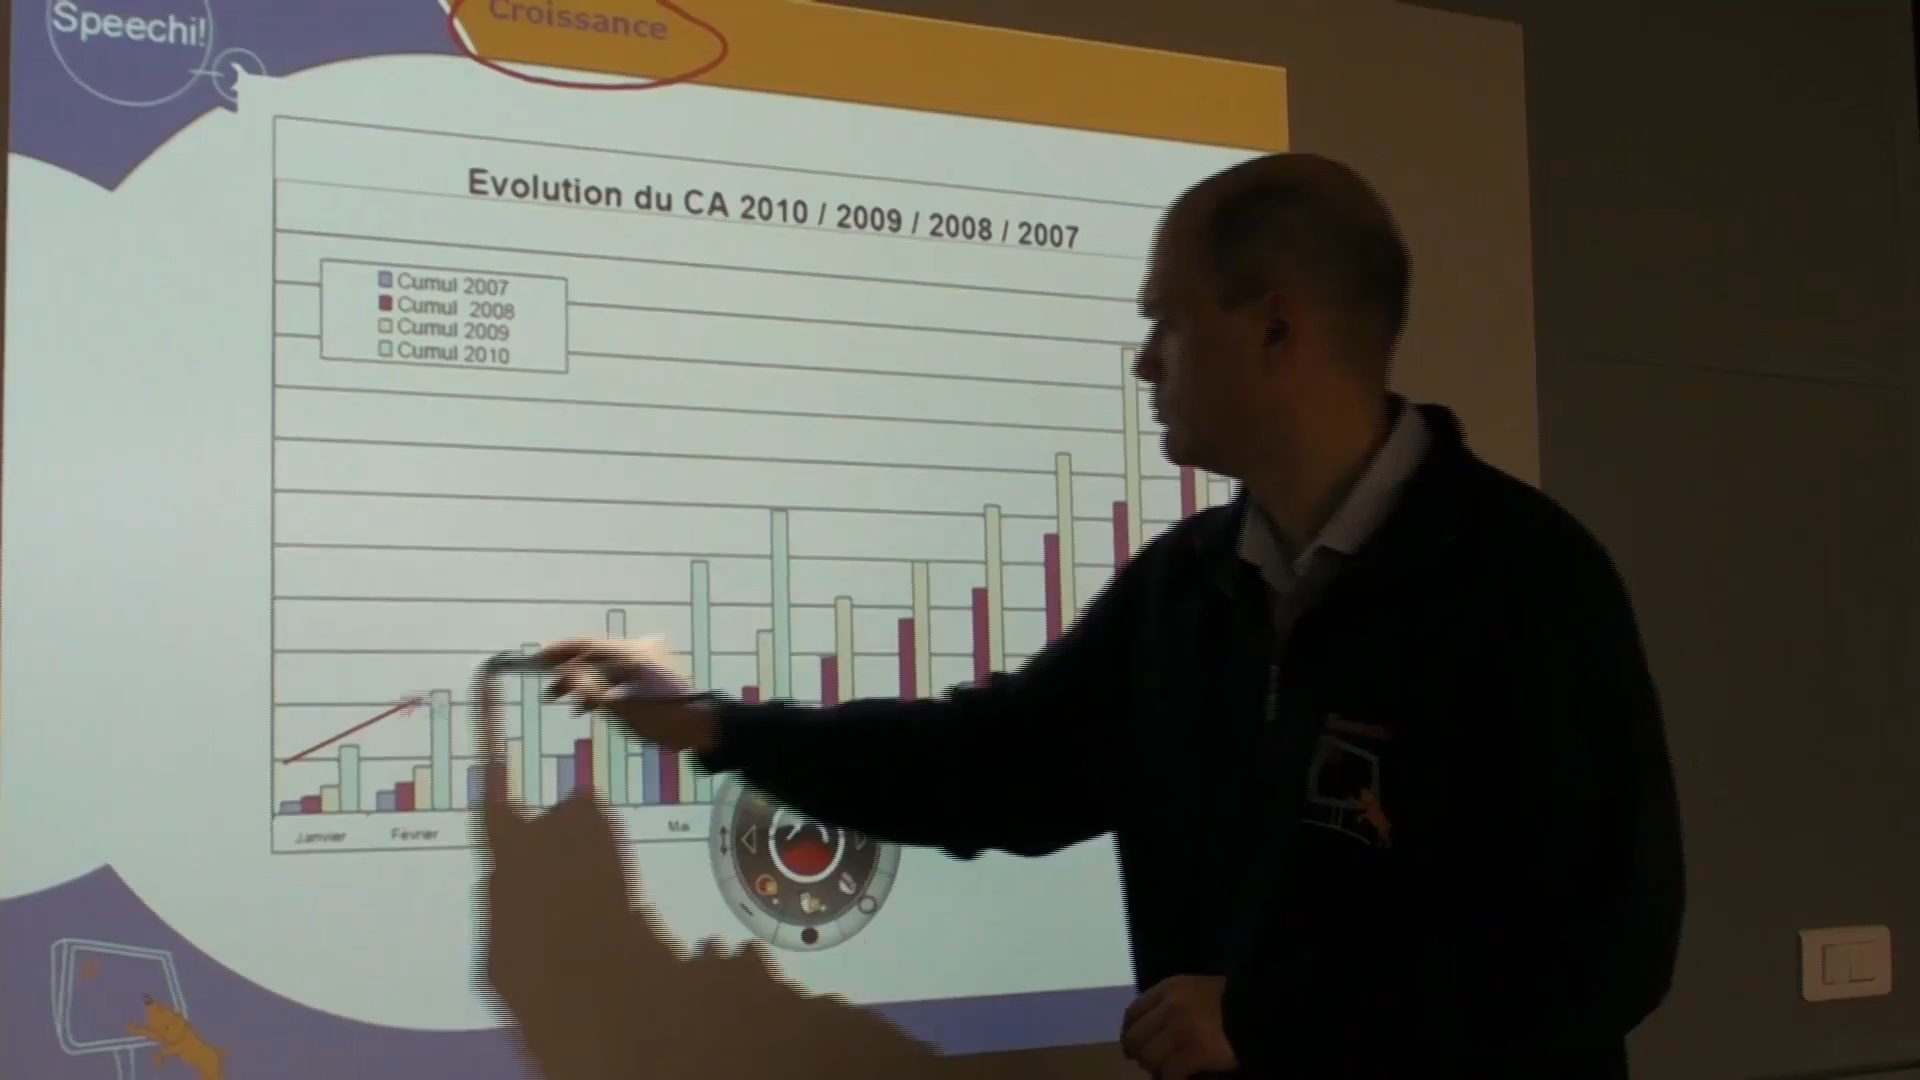 Speechi!
Croissance
Evolution du CA 2010 / 2009 / 2008 / 2007
Cumul 2007
Cumul 2008
Cumul 2009
Cumul 2010
Janvier
Février
Mai